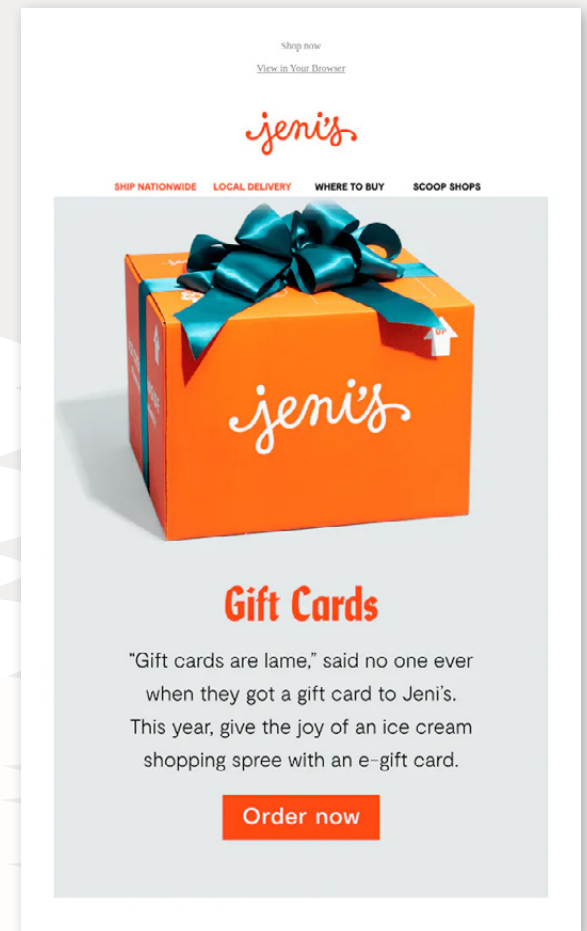 Shop now
View in Your Browser
jeni's
SHIP NATIONWIDE LOCAL DELIVERY WHERE TO BUY SCOOP SHOPS
UP
jeni's
Gift Cards
“Gift cards are lame,” said no one ever
when they got a gift card to Jeni’s.
This year, give the joy of an ice cream
shopping spree with an e-gift card.
Order now